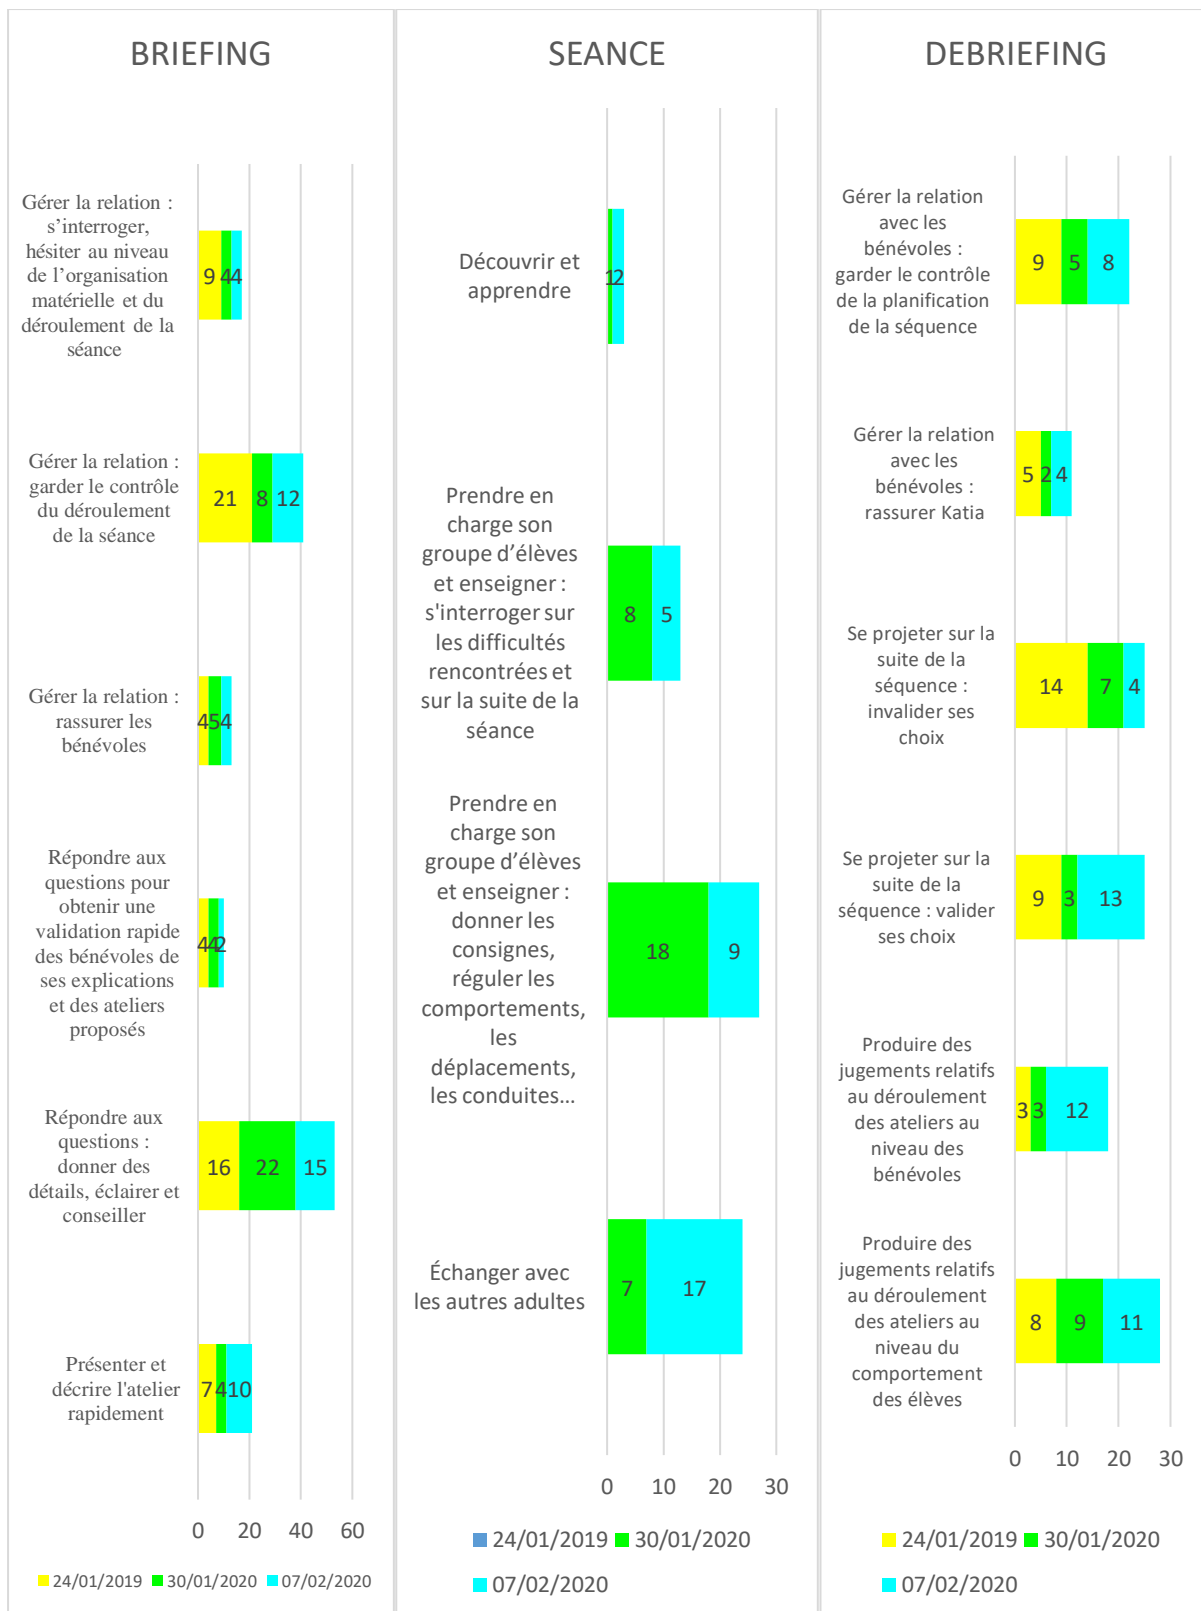 BRIEFING
Gérer la relation :
s’interroger,
hésiter au niveau
de l’organisation
matérielle et du
déroulement de la
séance
9
4
4
Gérer la relation :
garder le contrôle
du déroulement
de la séance
21
8
12
Gérer la relation :
rassurer les
bénévoles
4
5
4
Répondre aux
questions pour
obtenir une
validation rapide
des bénévoles de
ses explications
et des ateliers
proposés
4
4
2
Répondre aux
questions :
donner des
détails, éclairer et
conseiller
16
22
15
Présenter et
décrire l'atelier
rapidement
7
4
10
0 20 40 60
24/01/2019 30/01/2020 07/02/2020
SEANCE
Découvrir et
apprendre
1
2
Prendre en
charge son
groupe d’élèves
et enseigner :
s'interroger sur
les difficultés
rencontrées et
sur la suite de la
séance
8
5
Prendre en
charge son
groupe d’élèves
et enseigner :
donner les
consignes,
réguler les
comportements,
les
déplacements,
les conduites…
18
9
Échanger avec
les autres adultes
7
17
0 10 20 30
24/01/2019 30/01/2020
07/02/2020
DEBRIEFING
Gérer la relation
avec les
bénévoles :
garder le contrôle
de la planification
de la séquence
9
5
8
Gérer la relation
avec les
bénévoles :
rassurer Katia
5
2
4
Se projeter sur la
suite de la
séquence :
invalider ses
choix
14
7
4
Se projeter sur la
suite de la
séquence : valider
ses choix
9
3
13
Produire des
jugements relatifs
au déroulement
des ateliers au
niveau des
bénévoles
3
3
12
Produire des
jugements relatifs
au déroulement
des ateliers au
niveau du
comportement
des élèves
8
9
11
0 10 20 30
24/01/2019 30/01/2020
07/02/2020